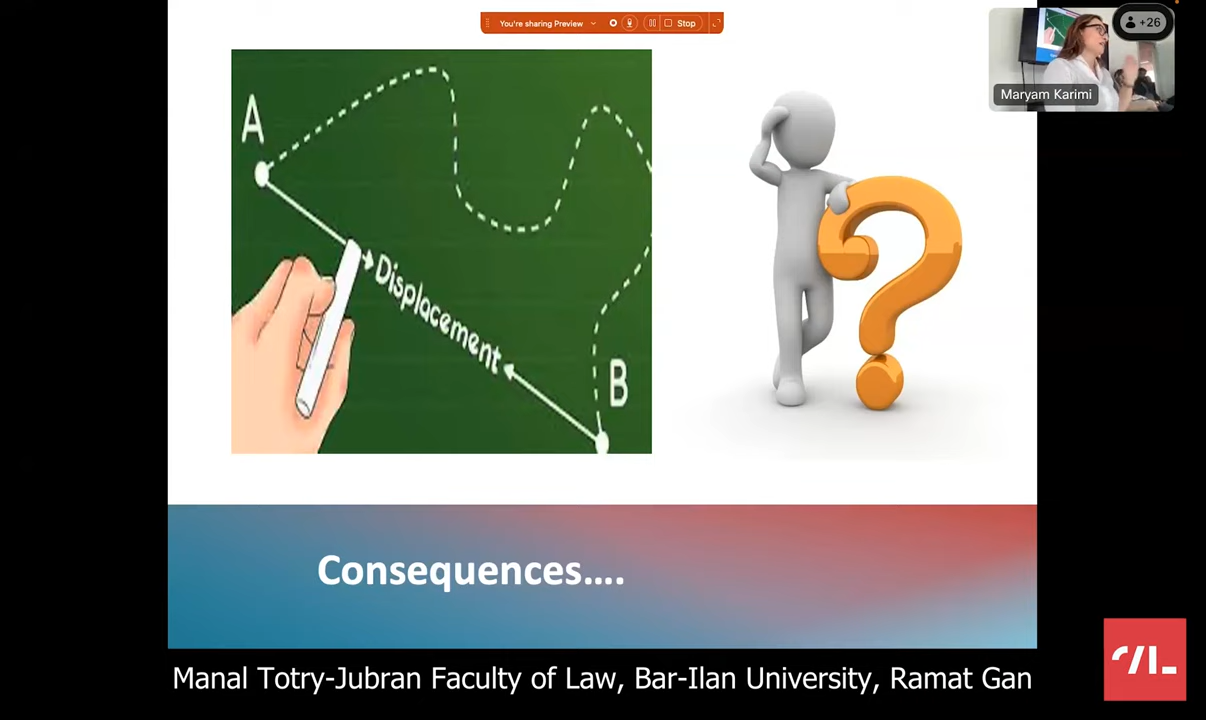 You're sharing Preview
Stop
+26
Maryam Karimi
A
Displacement
B
Consequences....
Manal Totry-Jubran Faculty of Law, Bar-Ilan University, Ramat Gan